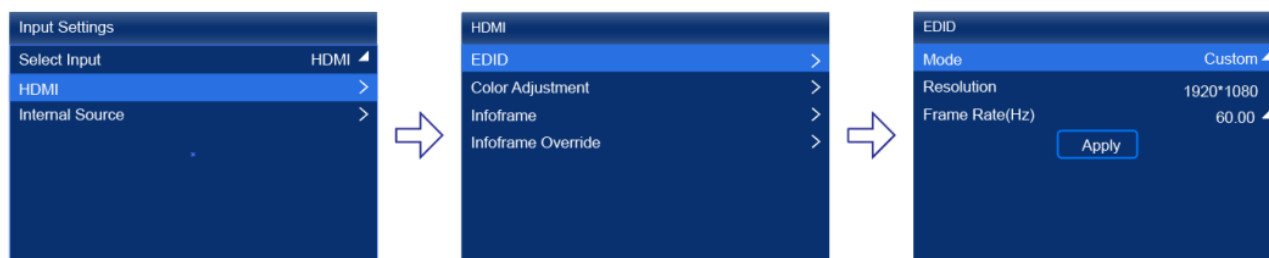 Input Settings
Select Input HDMI
HDMI >
Internal Source >
HDMI
EDID >
Color Adjustment >
Infoframe >
Infoframe Override >
EDID
Mode Custom
Resolution 1920*1080
Frame Rate(Hz) 60.00
Apply